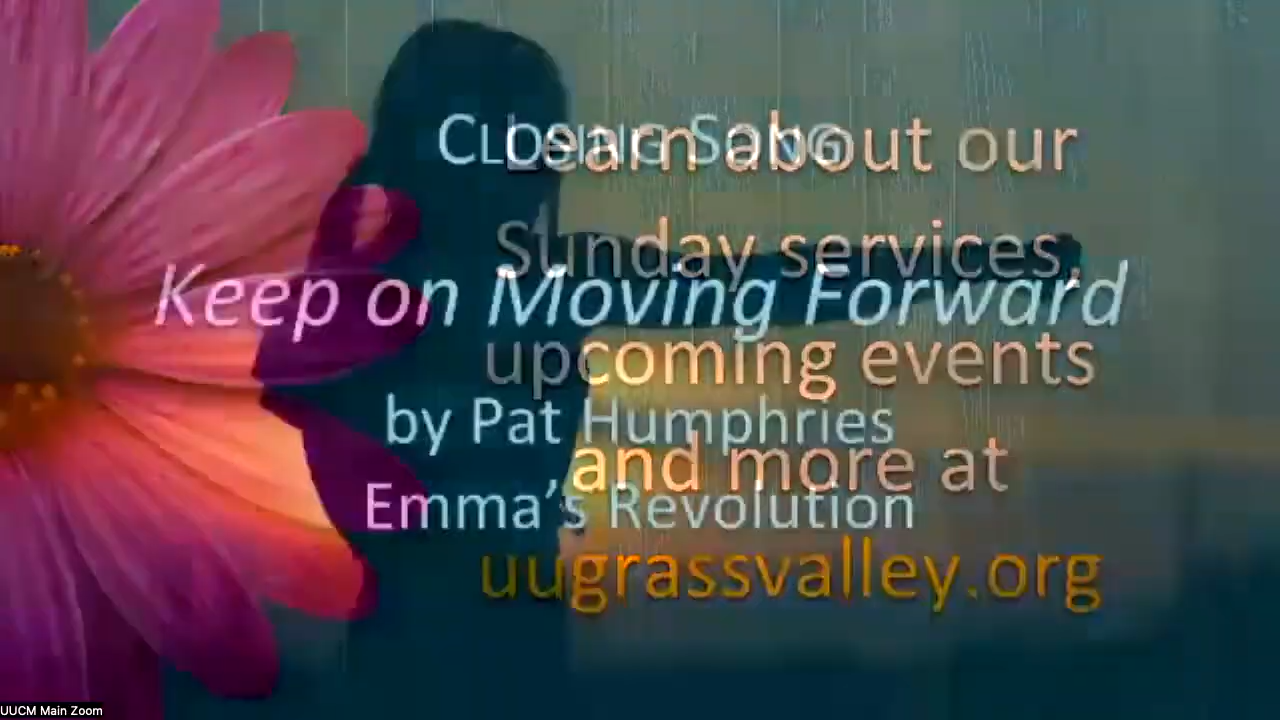 Closing Song
Learn about our
Sunday services,
Keep on Moving Forward
upcoming events
by Pat Humphries
and more at
Emma’s Revolution
uugrassvalley.org
UUCM Main Zoom